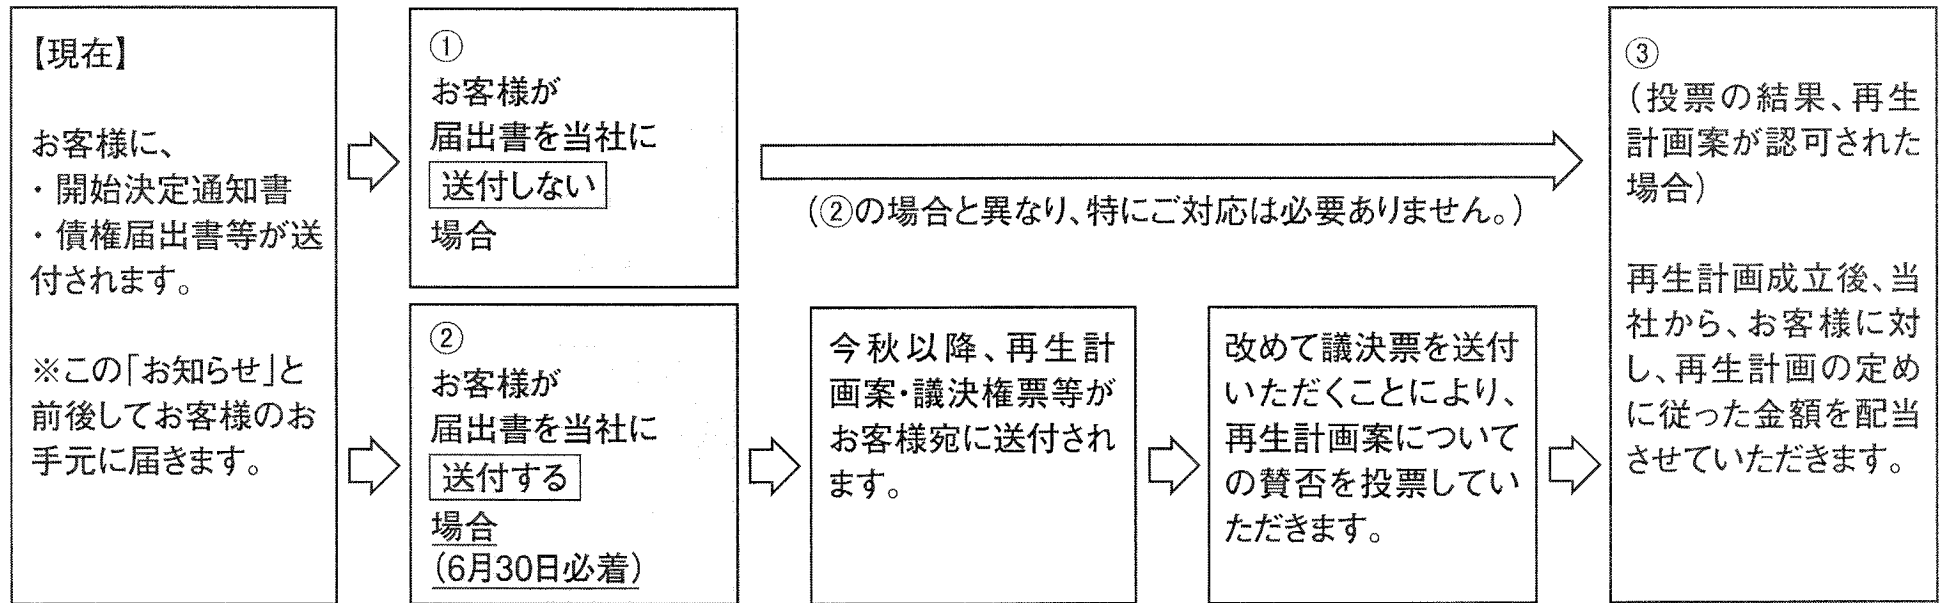 【現在】
お客様に、
・開始決定通知書
・債権届出書等が送
付されます。
※この「お知らせ」と
前後してお客様のお
手元に届きます。
①
お客様が
届出書を当社に
送付しない
場合
(②の場合と異なり、特にご対応は必要ありません。)
②
お客様が
届出書を当社に
送付する
場合
(6月30日必着)
今秋以降、再生計
画案・議決権票等が
お客様宛に送付され
ます。
改めて議決票を送付
いただくことにより、
再生計画案について
の賛否を投票してい
ただきます。
③
(投票の結果、再生
計画案が認可された
場合)
再生計画成立後、当
社から、お客様に対
し、再生計画の定め
に従った金額を配当
させていただきます。